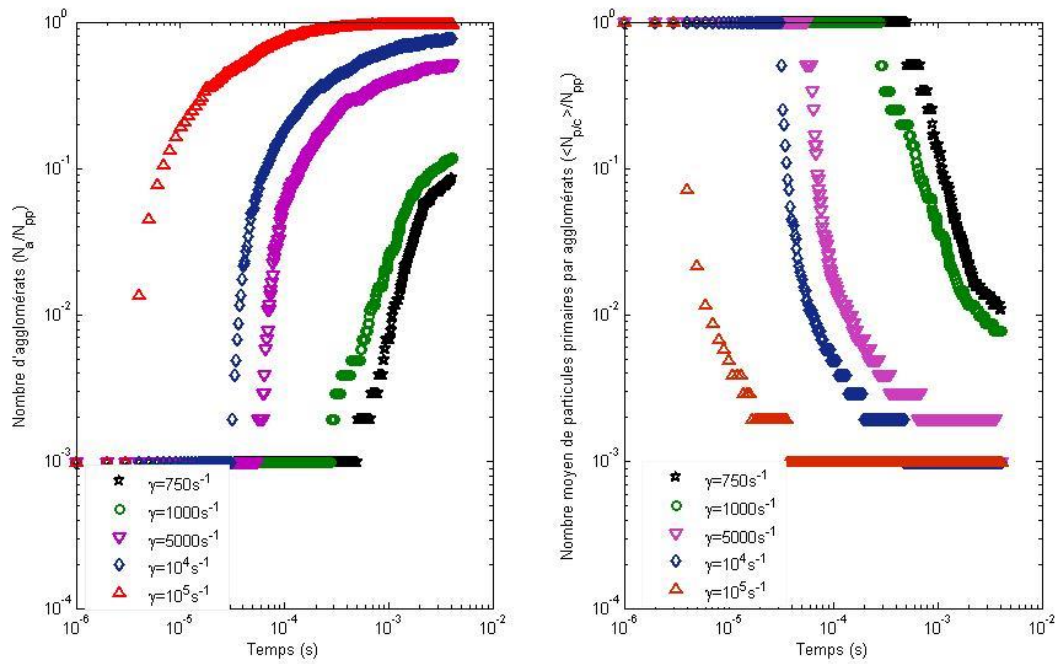 Nombre d'agglomérats (N_a/N_pp)
10^0
10^-1
10^-2
10^-3
10^-4
γ=750s^-1
γ=1000s^-1
γ=5000s^-1
γ=10^4s^-1
γ=10^5s^-1
10^-6
10^-5
10^-4
10^-3
10^-2
Temps (s)
Nombre moyen de particules primaires par agglomérats (<N_p/c>/N_pp)
10^0
10^-1
10^-2
10^-3
10^-4
γ=750s^-1
γ=1000s^-1
γ=5000s^-1
γ=10^4s^-1
γ=10^5s^-1
10^-6
10^-5
10^-4
10^-3
10^-2
Temps (s)